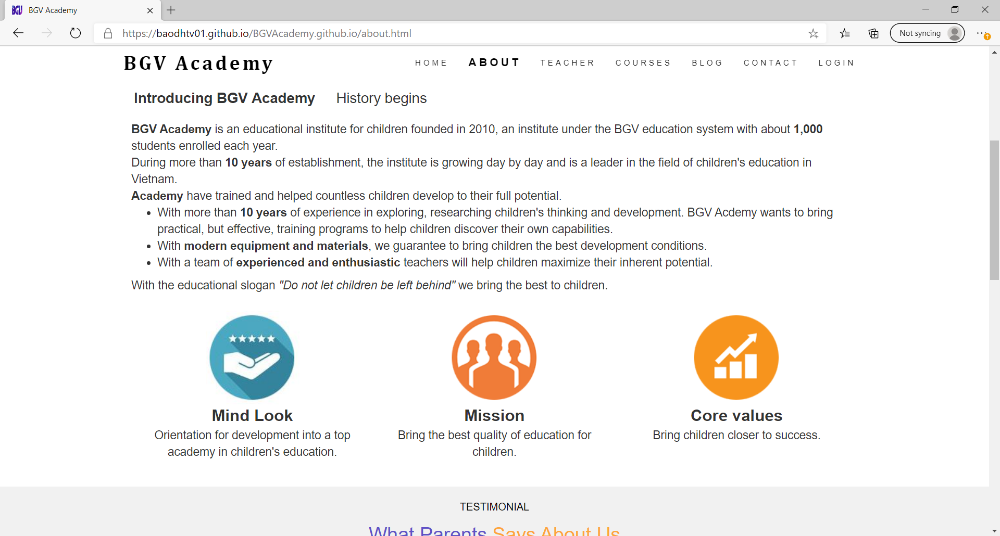 BGV
BGV Academy
https://baodhtv01.github.io/BGVAcademy.github.io/about.html
Not syncing
BGV Academy
HOME ABOUT TEACHER COURSES BLOG CONTACT LOGIN
Introducing BGV Academy History begins
BGV Academy is an educational institute for children founded in 2010, an institute under the BGV education system with about 1,000
students enrolled each year.
During more than 10 years of establishment, the institute is growing day by day and is a leader in the field of children's education in
Vietnam.
Academy have trained and helped countless children develop to their full potential.
• With more than 10 years of experience in exploring, researching children's thinking and development. BGV Acdemy wants to bring
practical, but effective, training programs to help children discover their own capabilities.
• With modern equipment and materials, we guarantee to bring children the best development conditions.
• With a team of experienced and enthusiastic teachers will help children maximize their inherent potential.
With the educational slogan "Do not let children be left behind" we bring the best to children.
Mind Look
Orientation for development into a top
academy in children's education.
Mission
Bring the best quality of education for
children.
Core values
Bring children closer to success.
TESTIMONIAL
What Parents Says About Us